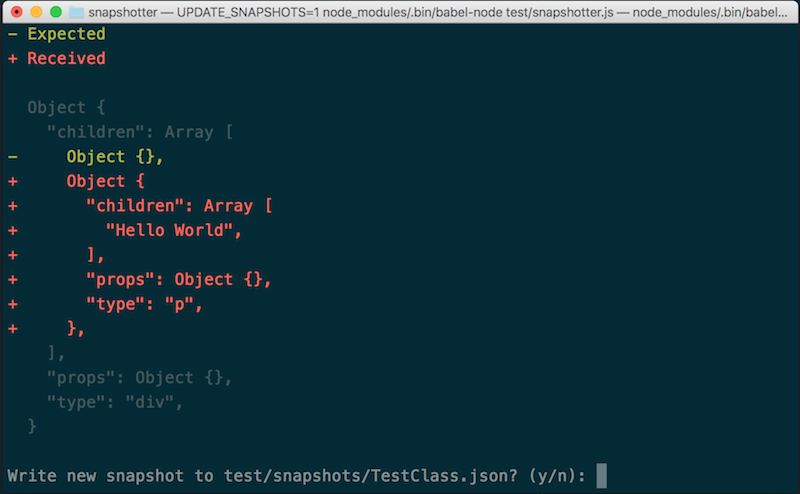 snapshotter — UPDATE_SNAPSHOTS=1 node_modules/.bin/babel-node test/snapshotter.js — node_modules/.bin/babel...
- Expected
+ Received
Object {
"children": Array [
- Object {},
+ Object {
+ "children": Array [
+ "Hello World",
+ ],
+ "props": Object {},
+ "type": "p",
+ },
],
"props": Object {},
"type": "div",
}
Write new snapshot to test/snapshots/TestClass.json? (y/n):